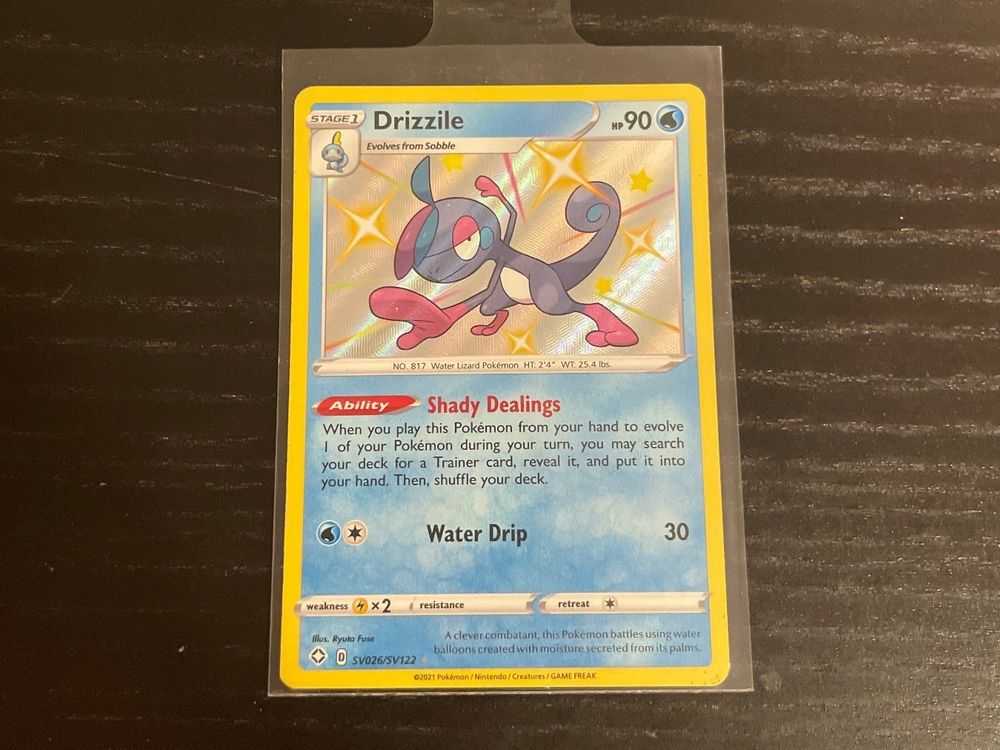 STAGE 1 Drizzile HP 90
Evolves from Sobble
NO. 817 Water Lizard Pokémon HT: 2'4" WT: 25.4 lbs.
Ability Shady Dealings
When you play this Pokémon from your hand to evolve
1 of your Pokémon during your turn, you may search
your deck for a Trainer card, reveal it, and put it into
your hand. Then, shuffle your deck.
Water Drip 30
weakness ×2 resistance retreat
Illus. Ryuta Fuse
A clever combatant, this Pokémon battles using water
balloons created with moisture secreted from its palms.
D SV026/SV122
©2021 Pokémon / Nintendo / Creatures / GAME FREAK